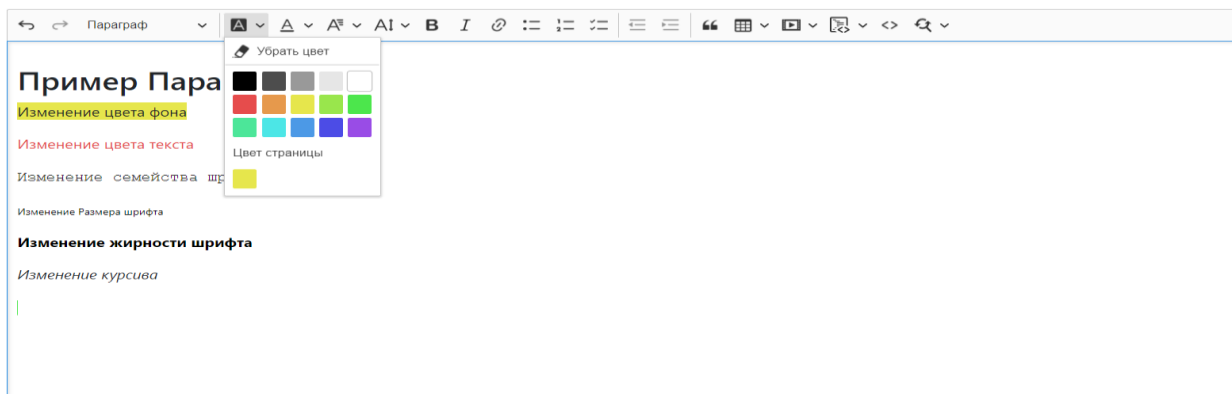 Параграф
Убрать цвет
Пример Пара
Изменение цвета фона
Изменение цвета текста
Цвет страницы
Изменение семейства шр
Изменение Размера шрифта
Изменение жирности шрифта
Изменение курсива